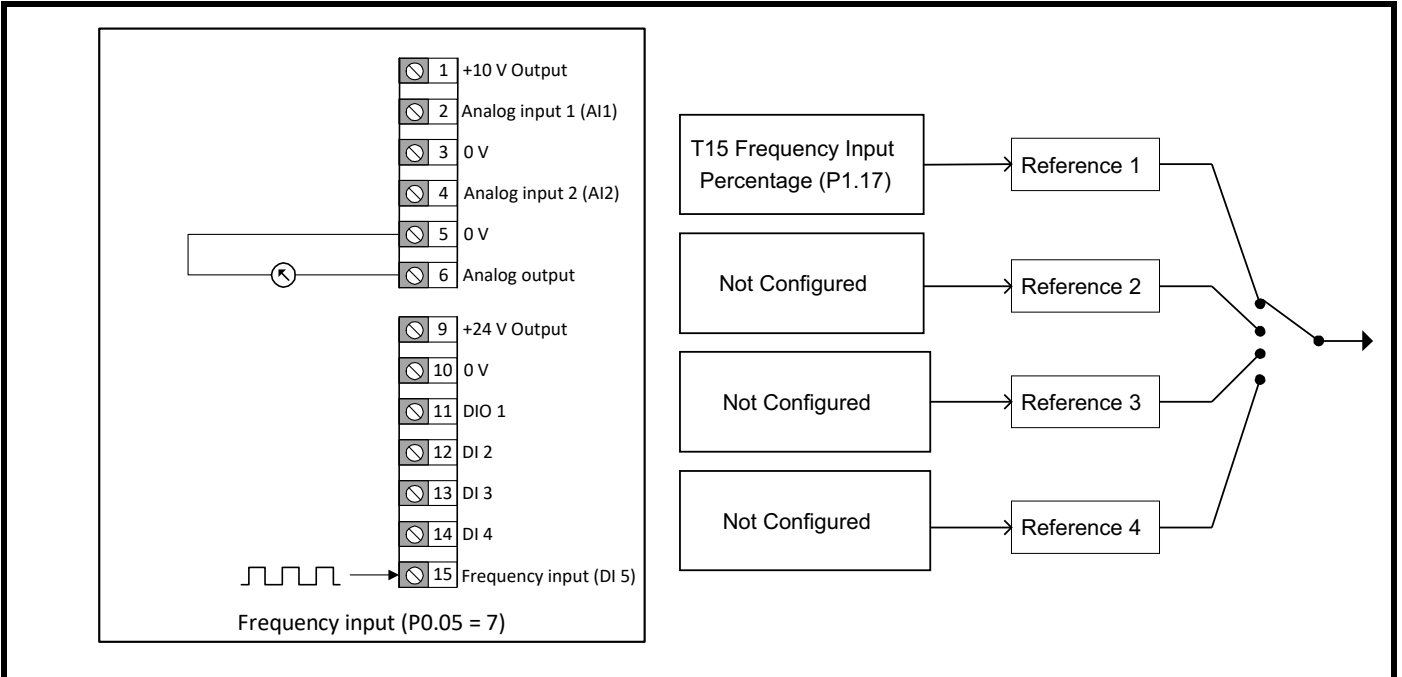 1 +10 V Output
2 Analog input 1 (AI1)
3 0 V
4 Analog input 2 (AI2)
5 0 V
6 Analog output
9 +24 V Output
10 0 V
11 DIO 1
12 DI 2
13 DI 3
14 DI 4
15 Frequency input (DI 5)
Frequency input (P0.05 = 7)
T15 Frequency Input
Percentage (P1.17)
Reference 1
Not Configured
Reference 2
Not Configured
Reference 3
Not Configured
Reference 4